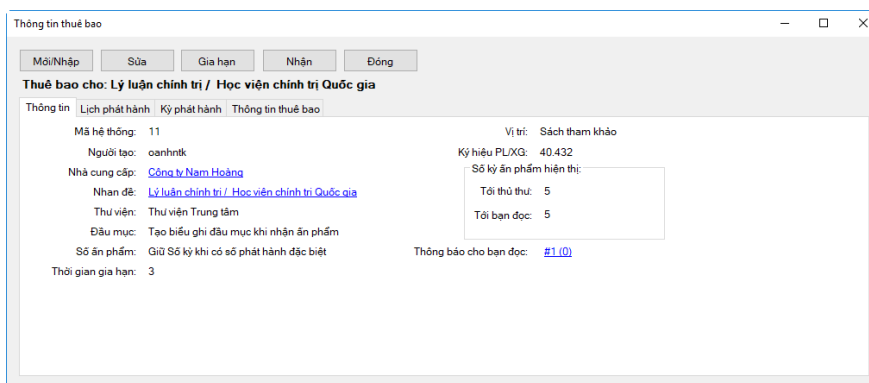 Thông tin thuê bao
Mới/Nhập Sửa Gia hạn Nhận Đóng
Thuê bao cho: Lý luận chính trị / Học viện chính trị Quốc gia
Thông tin Lịch phát hành Kỳ phát hành Thông tin thuê bao
Mã hệ thống: 11
Người tạo: oanhntk
Nhà cung cấp: Công ty Nam Hoàng
Nhan đề: Lý luận chính trị / Học viện chính trị Quốc gia
Thư viện: Thư viện Trung tâm
Đầu mục: Tạo biểu ghi đầu mục khi nhận ấn phẩm
Số ấn phẩm: Giữ Số kỳ khi có số phát hành đặc biệt
Thời gian gia hạn: 3
Vị trí: Sách tham khảo
Ký hiệu PL/XG: 40.432
Số kỳ ấn phẩm hiện thị:
Tới thủ thư: 5
Tới bạn đọc: 5
Thông báo cho bạn đọc: #1 (0)